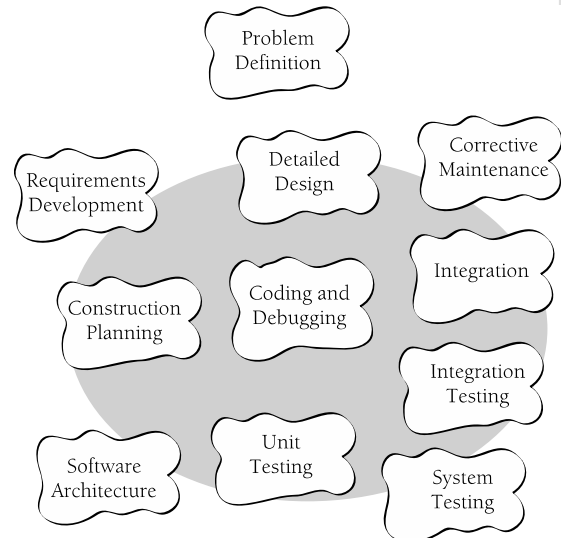 Problem
Definition
Detailed
Design
Corrective
Maintenance
Requirements
Development
Integration
Construction
Planning
Coding and
Debugging
Integration
Testing
Software
Architecture
Unit
Testing
System
Testing